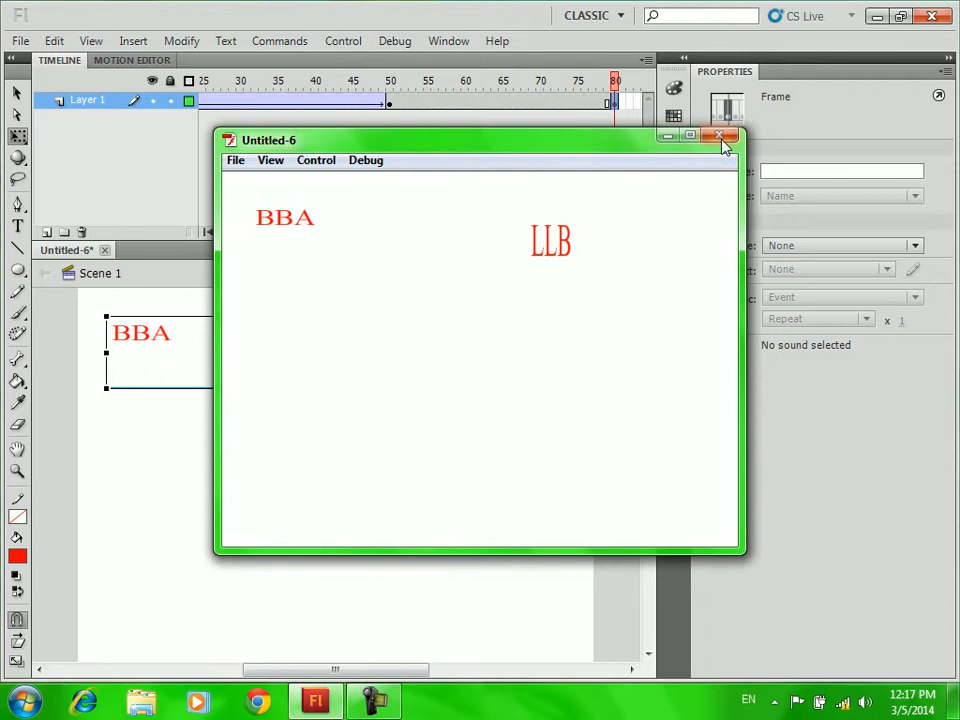 Fl
CLASSIC
CS Live
File Edit View Insert Modify Text Commands Control Debug Window Help
TIMELINE MOTION EDITOR
PROPERTIES
25 30 35 40 45 50 55 60 65 70 75 80
Layer 1
Frame
Untitled-6
File View Control Debug
Name
Untitled-6*
Scene 1
None
None
Event
Repeat x 1
No sound selected
BBA
LLB
BBA
Fl
EN
12:17 PM
3/5/2014